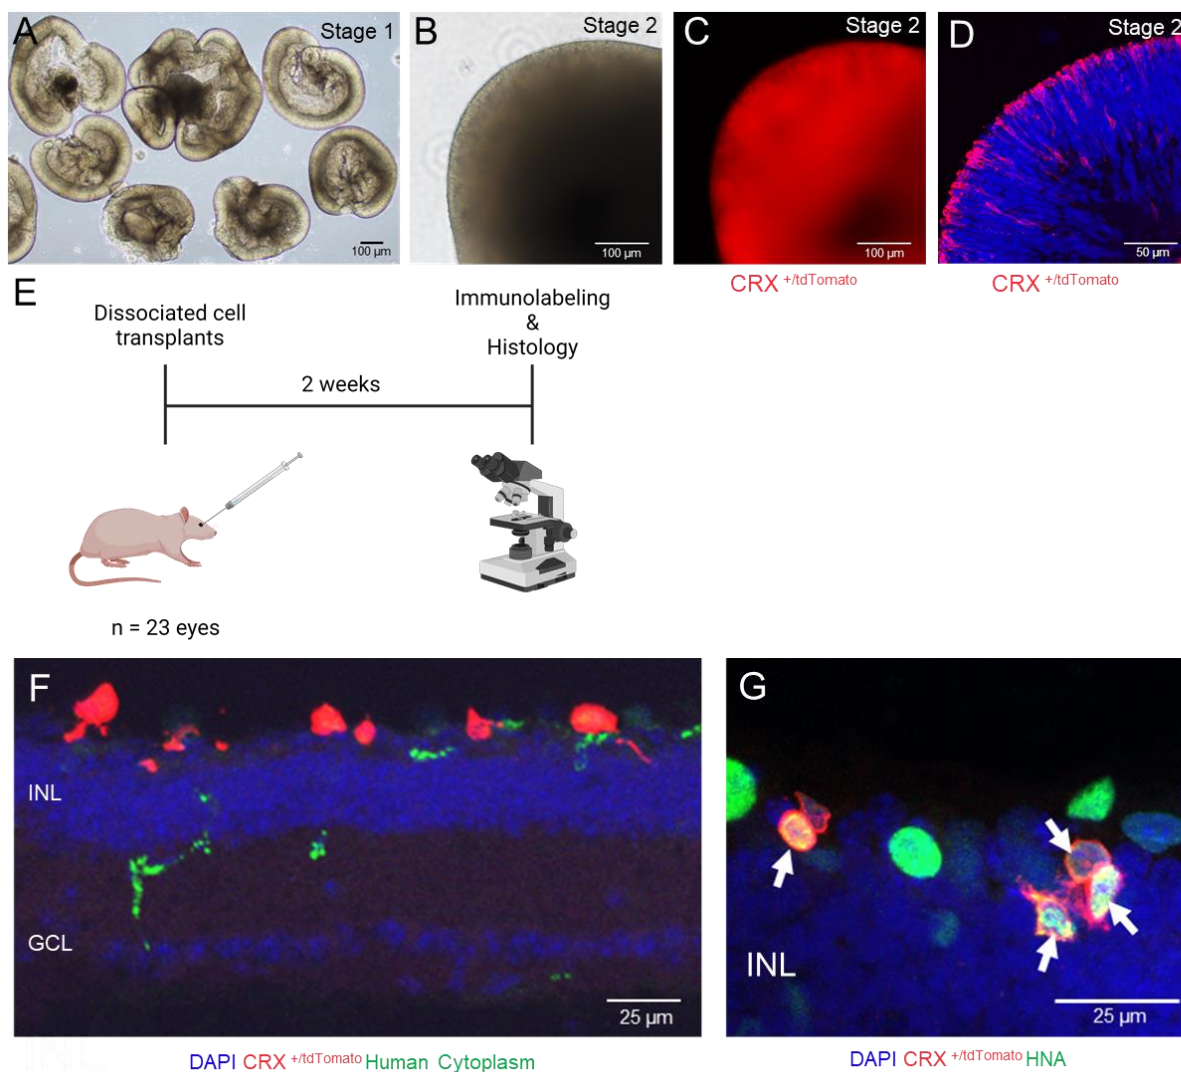 A
Stage 1
100 µm
B
Stage 2
100 µm
C
Stage 2
100 µm
D
Stage 2
50 µm
CRX +/tdTomato
CRX +/tdTomato
E
Dissociated cell
transplants
2 weeks
Immunolabeling
&
Histology
n = 23 eyes
F
INL
GCL
25 µm
G
INL
25 µm
INL
DAPI CRX +/tdTomato Human Cytoplasm
DAPI CRX +/tdTomato HNA